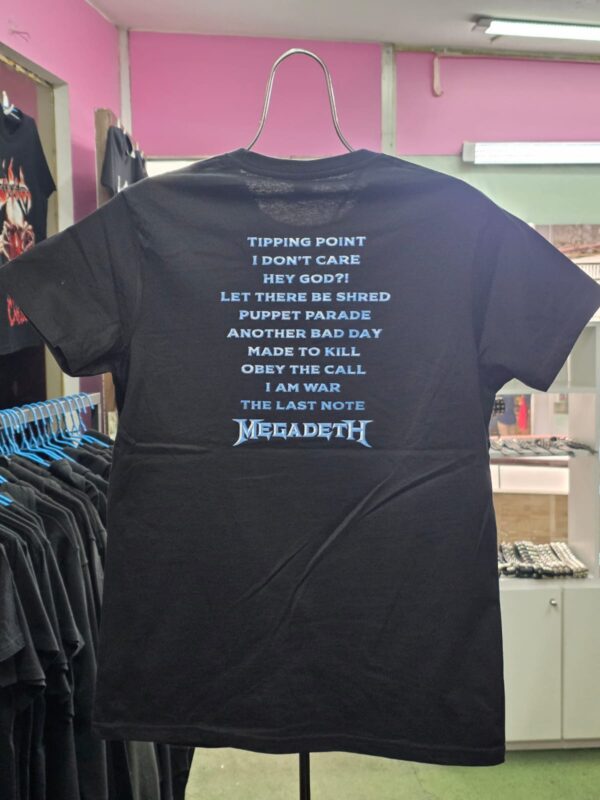 TIPPING POINT
I DON'T CARE
HEY GOD?!
LET THERE BE SHRED
PUPPET PARADE
ANOTHER BAD DAY
MADE TO KILL
OBEY THE CALL
I AM WAR
THE LAST NOTE
MEGADETH